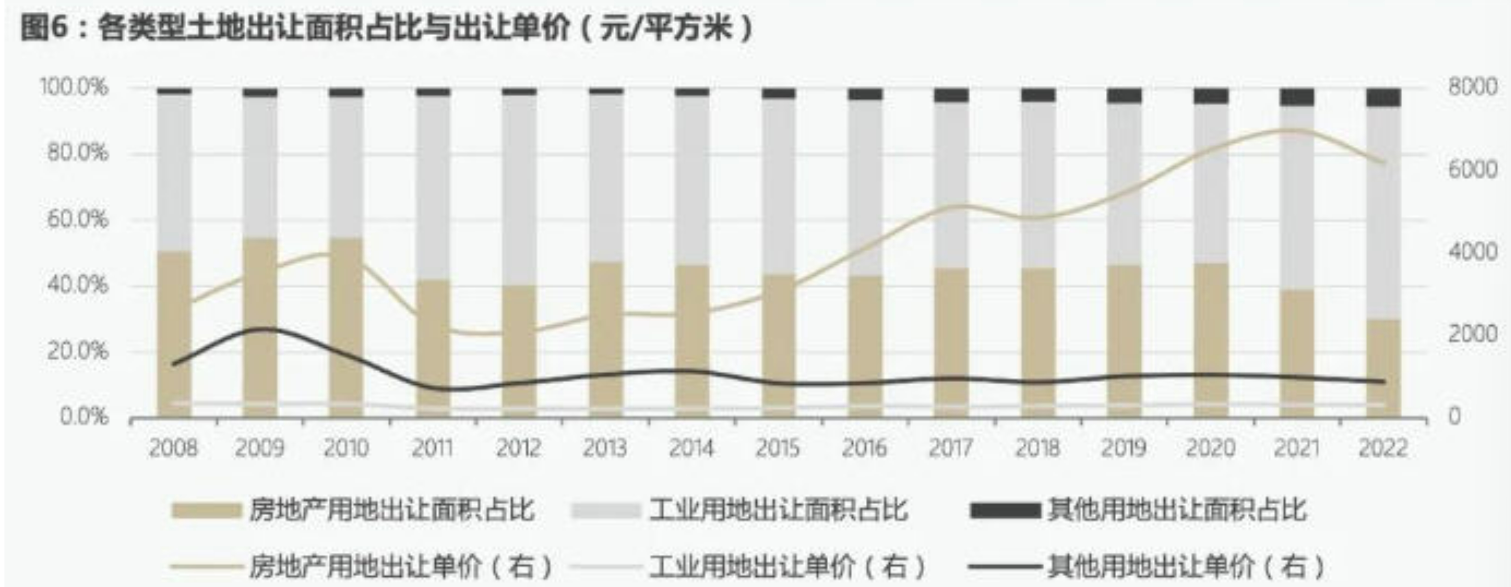 图6：各类型土地出让面积占比与出让单价（元/平方米）
100.0% 8000
80.0% 6000
60.0% 4000
40.0%
20.0% 2000
0.0% 0
2008 2009 2010 2011 2012 2013 2014 2015 2016 2017 2018 2019 2020 2021 2022
房地产用地出让面积占比 工业用地出让面积占比 其他用地出让面积占比
房地产用地出让单价（右） 工业用地出让单价（右） 其他用地出让单价（右）